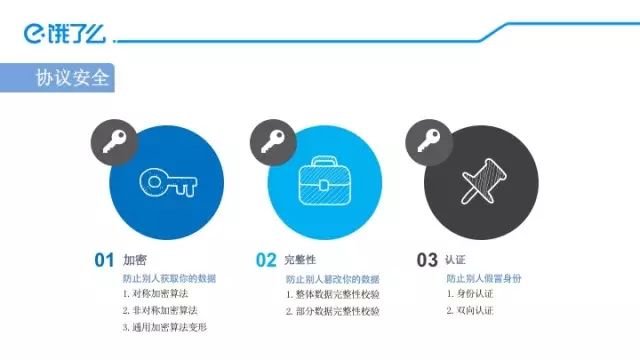 e饿了么
协议安全
01 加密
防止别人获取你的数据
1. 对称加密算法
2. 非对称加密算法
3. 通用加密算法变形
02 完整性
防止别人篡改你的数据
1. 整体数据完整性校验
2. 部分数据完整性校验
03 认证
防止别人假冒身份
1. 身份认证
2. 双向认证